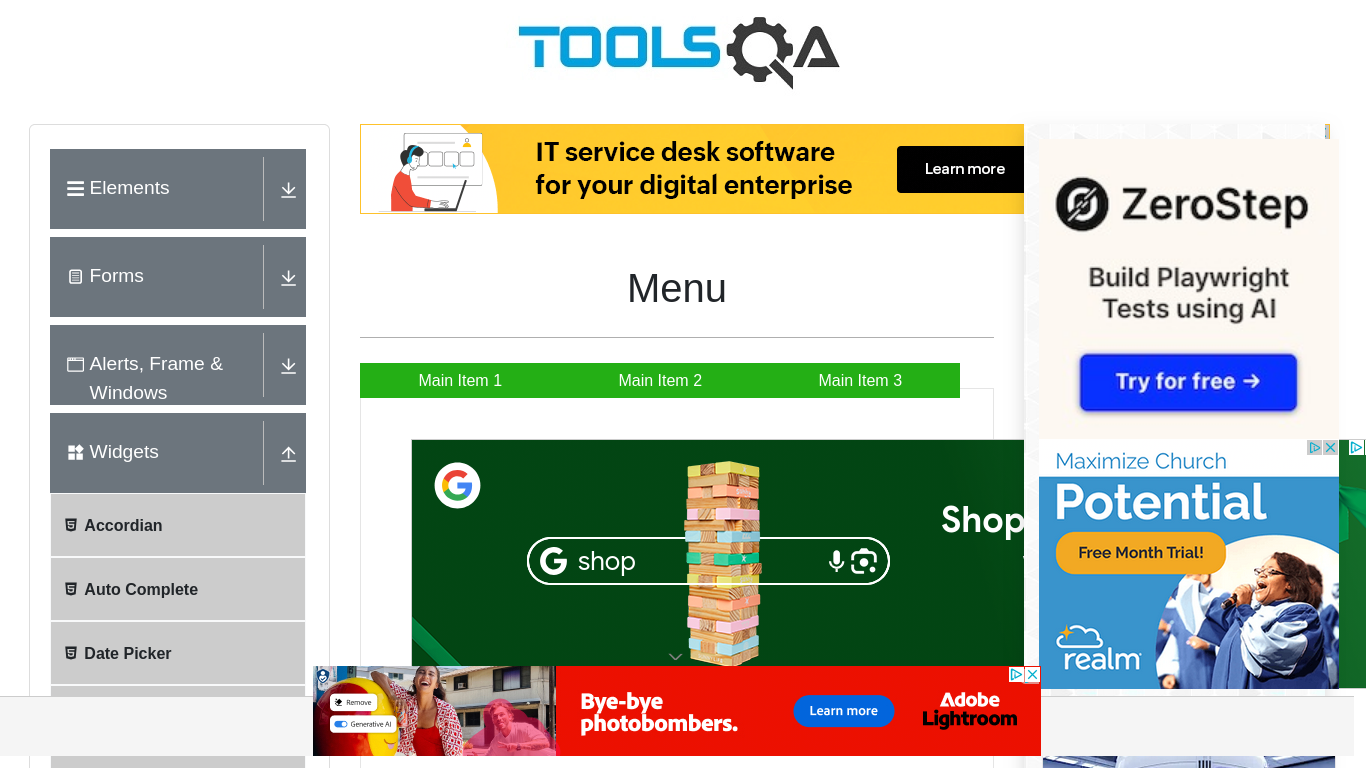 TOOLSQA
Elements
Forms
Alerts, Frame &
Windows
Widgets
Accordian
Auto Complete
Date Picker
IT service desk software
for your digital enterprise
Learn more
Menu
Main Item 1
Main Item 2
Main Item 3
shop
Shop
ZeroStep
Build Playwright
Tests using AI
Try for free →
Maximize Church
Potential
Free Month Trial!
realm
Remove
Generative AI
Bye-bye
photobombers.
Learn more
Adobe
Lightroom